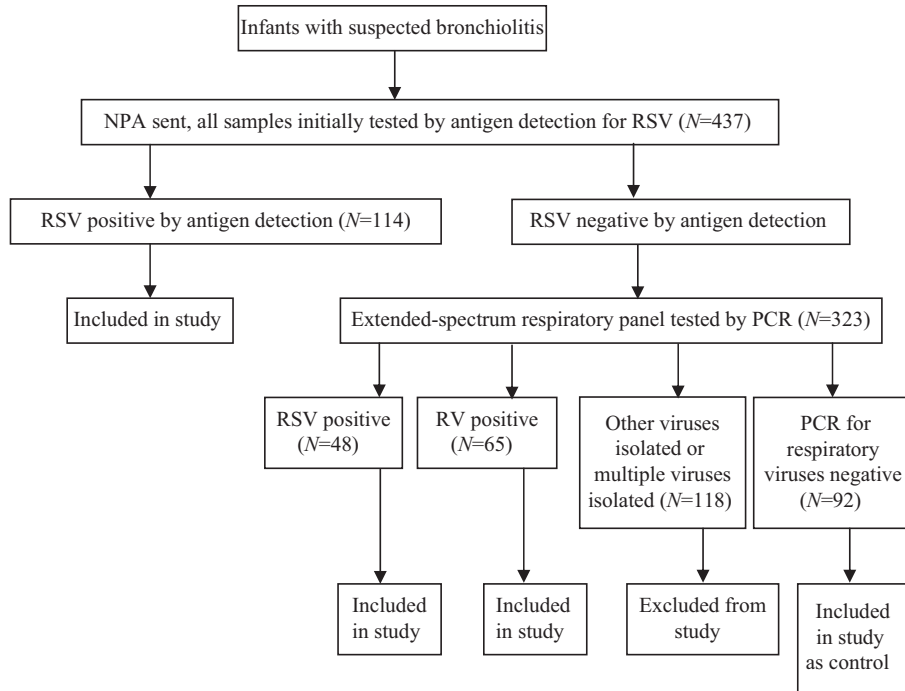 Infants with suspected bronchiolitis
NPA sent, all samples initially tested by antigen detection for RSV (N=437)
RSV positive by antigen detection (N=114)
RSV negative by antigen detection
Included in study
Extended-spectrum respiratory panel tested by PCR (N=323)
RSV positive
(N=48)
RV positive
(N=65)
Other viruses
isolated or
multiple viruses
isolated (N=118)
PCR for
respiratory
viruses negative
(N=92)
Included
in study
Included
in study
Excluded from
study
Included
in study
as control